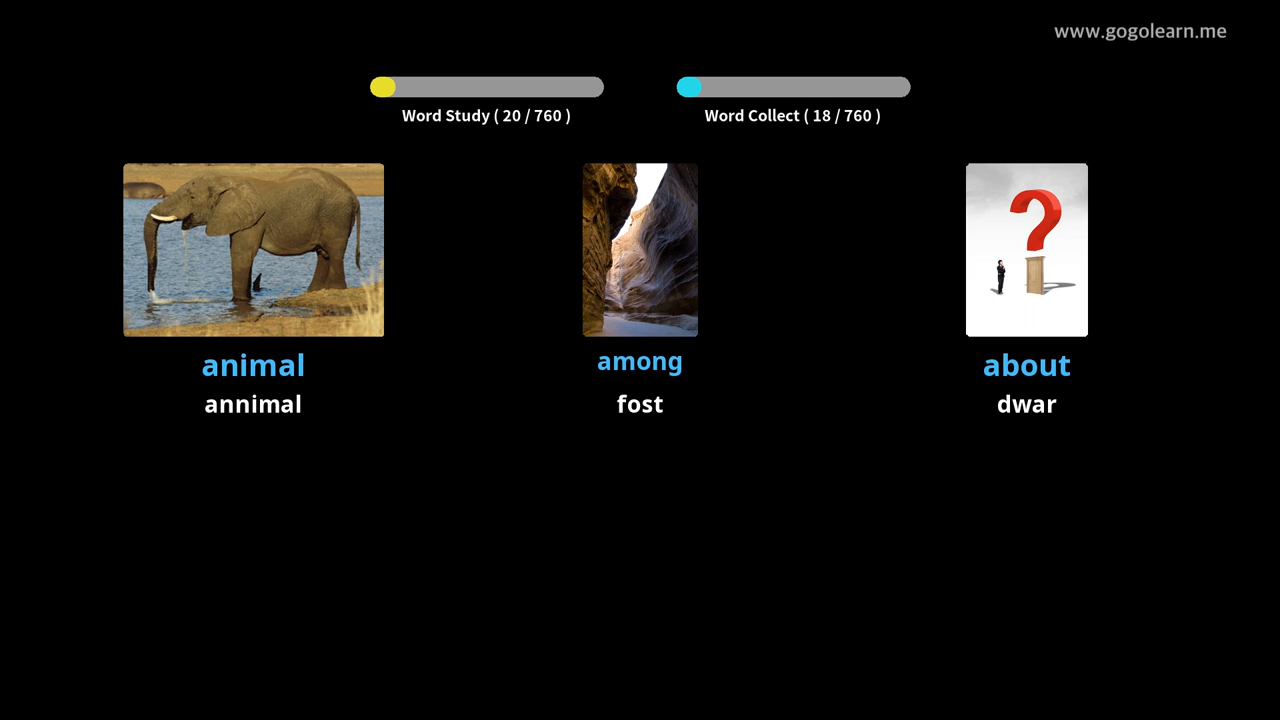 www.gogolearn.me
Word Study ( 20 / 760 )
Word Collect ( 18 / 760 )
animal
annimal
among
fost
about
dwar